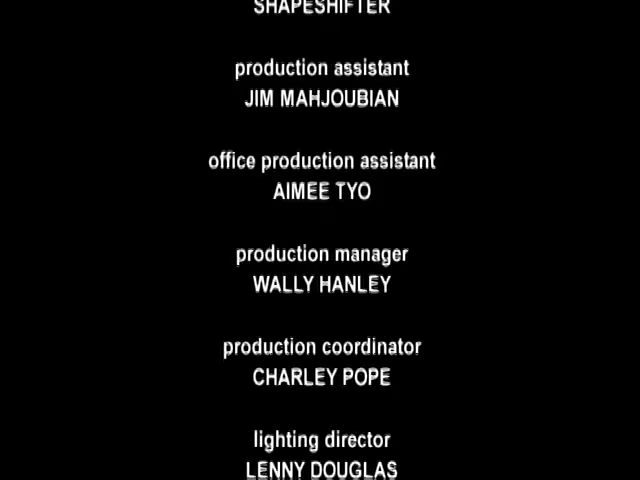 SHAPESHIFTER
production assistant
JIM MAHJOUBIAN
office production assistant
AIMEE TYO
production manager
WALLY HANLEY
production coordinator
CHARLEY POPE
lighting director
LENNY DOUGLAS